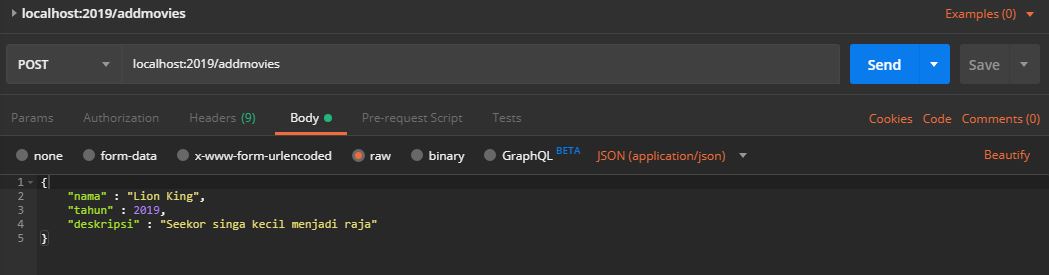 localhost:2019/addmovies Examples (0)
POST localhost:2019/addmovies Send Save
Params Authorization Headers (9) Body Pre-request Script Tests Cookies Code Comments (0)
none form-data x-www-form-urlencoded raw binary GraphQL BETA JSON (application/json) Beautify
1 {
2 "nama" : "Lion King",
3 "tahun" : 2019,
4 "deskripsi" : "Seekor singa kecil menjadi raja"
5 }